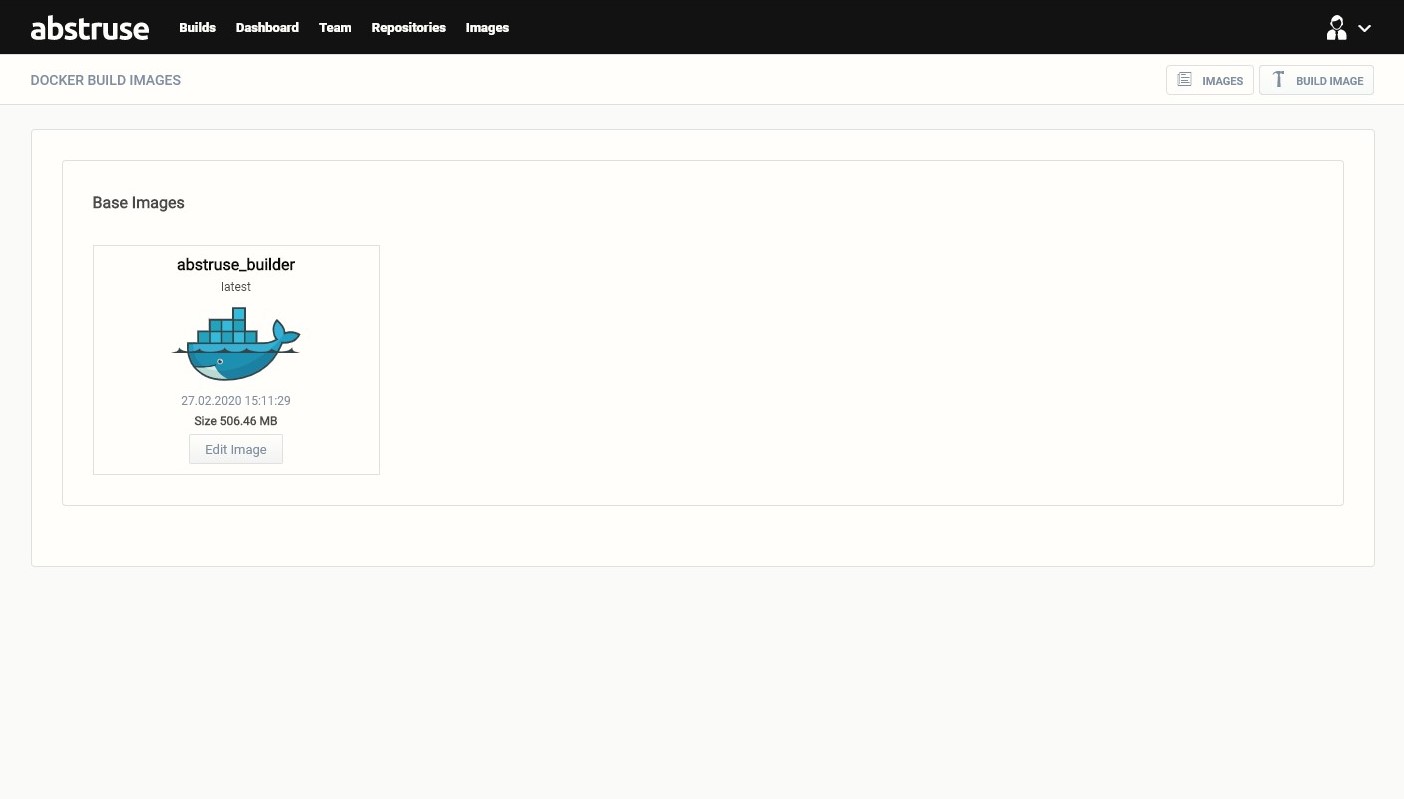 abstruse Builds Dashboard Team Repositories Images
DOCKER BUILD IMAGES IMAGES BUILD IMAGE
Base Images
abstruse_builder
latest
27.02.2020 15:11:29
Size 506.46 MB
Edit Image